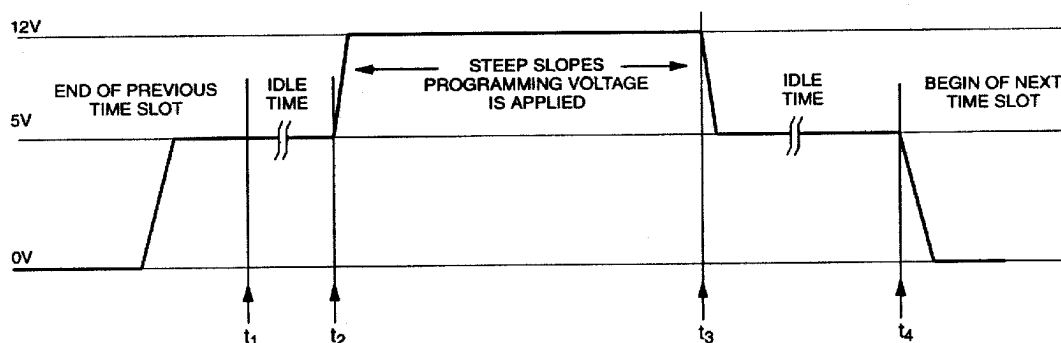 12V
STEEP SLOPES
PROGRAMMING VOLTAGE
IS APPLIED
END OF PREVIOUS
TIME SLOT
IDLE
TIME
IDLE
TIME
BEGIN OF NEXT
TIME SLOT
5V
0V
t1
t2
t3
t4